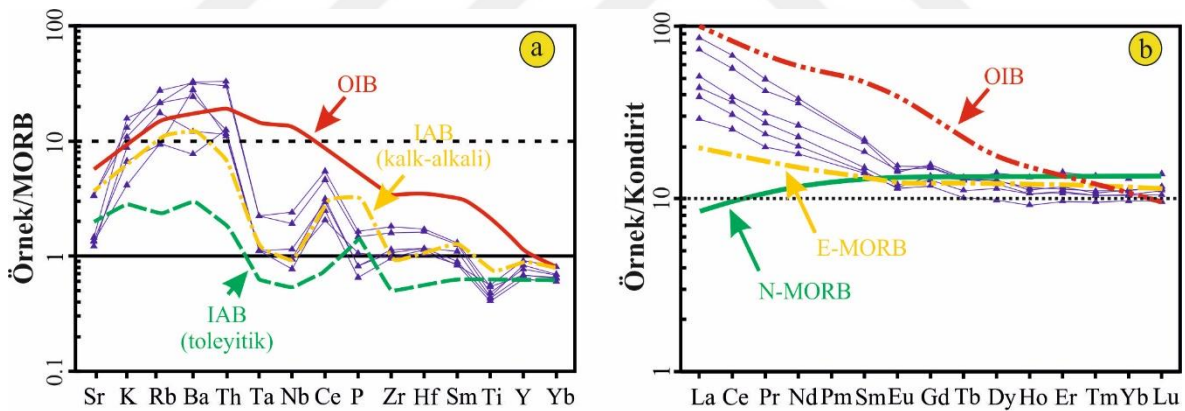 Örnek/MORB
100
10
1
0.1
a
OIB
IAB
(kalk-alkali)
IAB
(toleyitik)
Sr K Rb Ba Th Ta Nb Ce P Zr Hf Sm Ti Y Yb
Örnek/Kondirit
100
10
1
b
OIB
E-MORB
N-MORB
La Ce Pr Nd Pm Sm Eu Gd Tb Dy Ho Er Tm Yb Lu